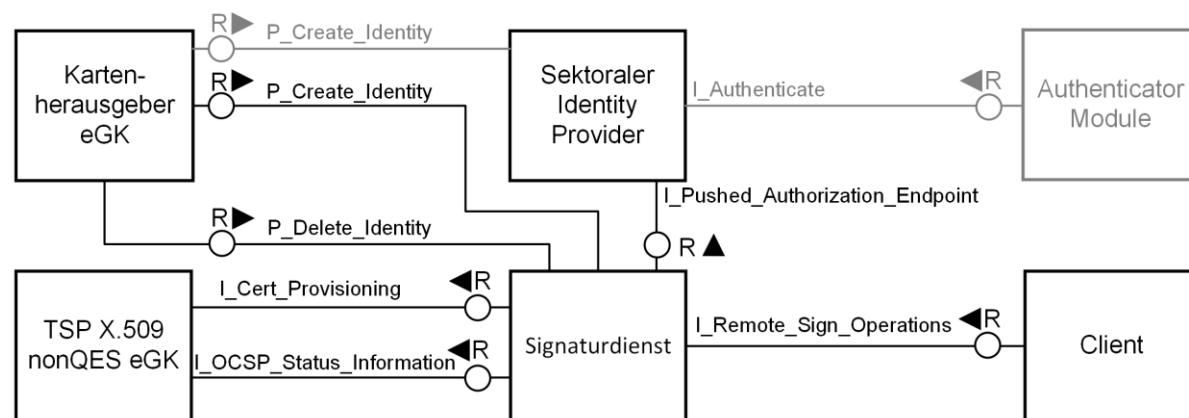 R
P_Create_Identity
Karten-
herausgeber
eGK
R
P_Create_Identity
Sektoraler
Identity
Provider
I_Authenticate
R
Authenticator
Module
I_Pushed_Authorization_Endpoint
R
P_Delete_Identity
R
TSP X.509
nonQES eGK
I_Cert_Provisioning
R
I_OCSP_Status_Information
R
Signaturdienst
I_Remote_Sign_Operations
R
Client